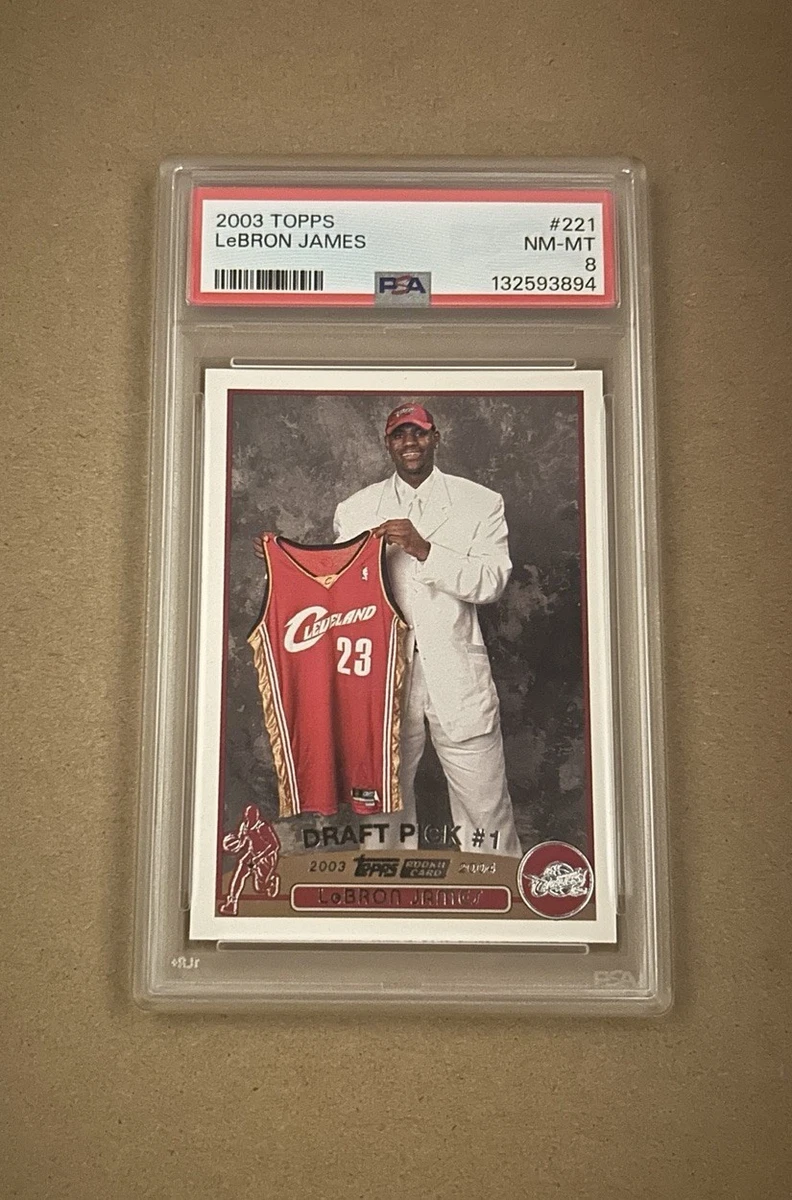 2003 TOPPS #221
LeBRON JAMES NM-MT
8
PSA 132593894
CLEVELAND
23
DRAFT PICK #1
2003 TOPPS ROOKIE CARD 2004
LeBRON JAMES
PSA